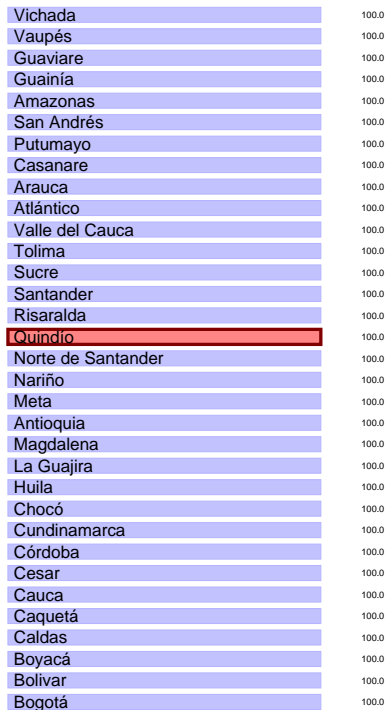 Vichada 100.0
Vaupés 100.0
Guaviare 100.0
Guainía 100.0
Amazonas 100.0
San Andrés 100.0
Putumayo 100.0
Casanare 100.0
Arauca 100.0
Atlántico 100.0
Valle del Cauca 100.0
Tolima 100.0
Sucre 100.0
Santander 100.0
Risaralda 100.0
Quindío 100.0
Norte de Santander 100.0
Nariño 100.0
Meta 100.0
Antioquia 100.0
Magdalena 100.0
La Guajira 100.0
Huila 100.0
Chocó 100.0
Cundinamarca 100.0
Córdoba 100.0
Cesar 100.0
Cauca 100.0
Caquetá 100.0
Caldas 100.0
Boyacá 100.0
Bolivar 100.0
Bogotá 100.0